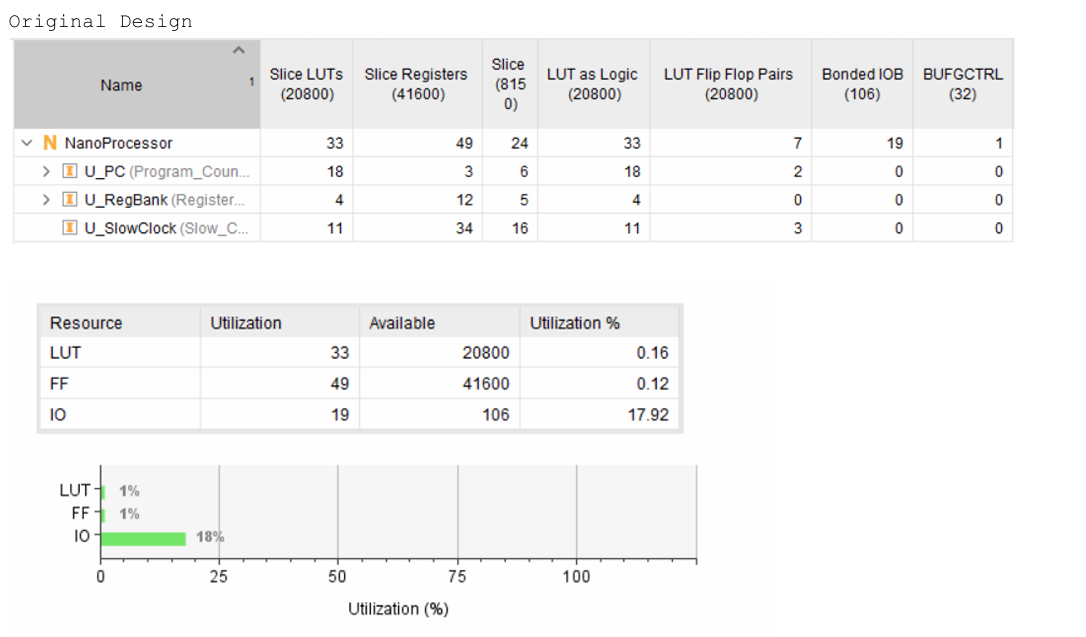 Original Design
Name 1 Slice LUTs (20800) Slice Registers (41600) Slice (815 0) LUT as Logic (20800) LUT Flip Flop Pairs (20800) Bonded IOB (106) BUFGCTRL (32)
N NanoProcessor 33 49 24 33 7 19 1
I U_PC (Program_Coun... 18 3 6 18 2 0 0
I U_RegBank (Register... 4 12 5 4 0 0 0
I U_SlowClock (Slow_C... 11 34 16 11 3 0 0
Resource Utilization Available Utilization %
LUT 33 20800 0.16
FF 49 41600 0.12
IO 19 106 17.92
LUT 1%
FF 1%
IO 18%
0 25 50 75 100
Utilization (%)